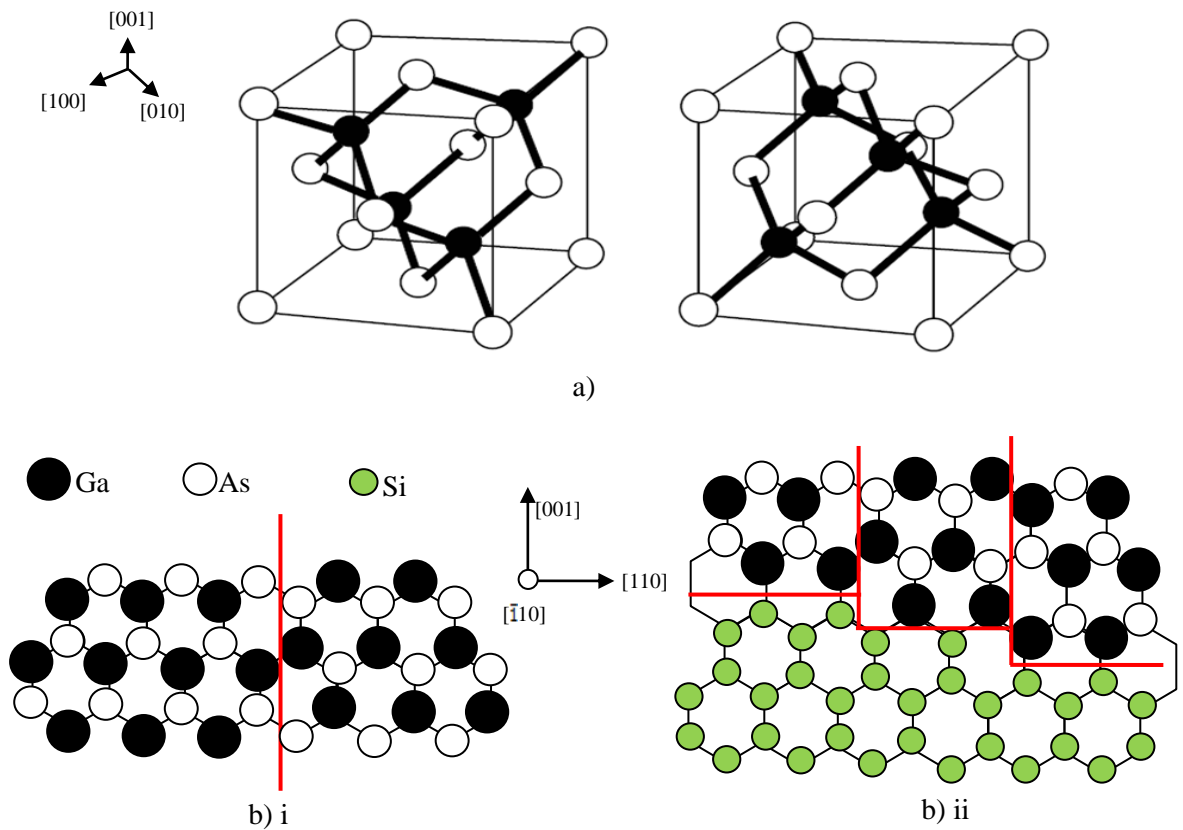 [001]
[100]
[010]
a)
Ga
As
Si
[001]
[110]
[1̄10]
b) i
b) ii